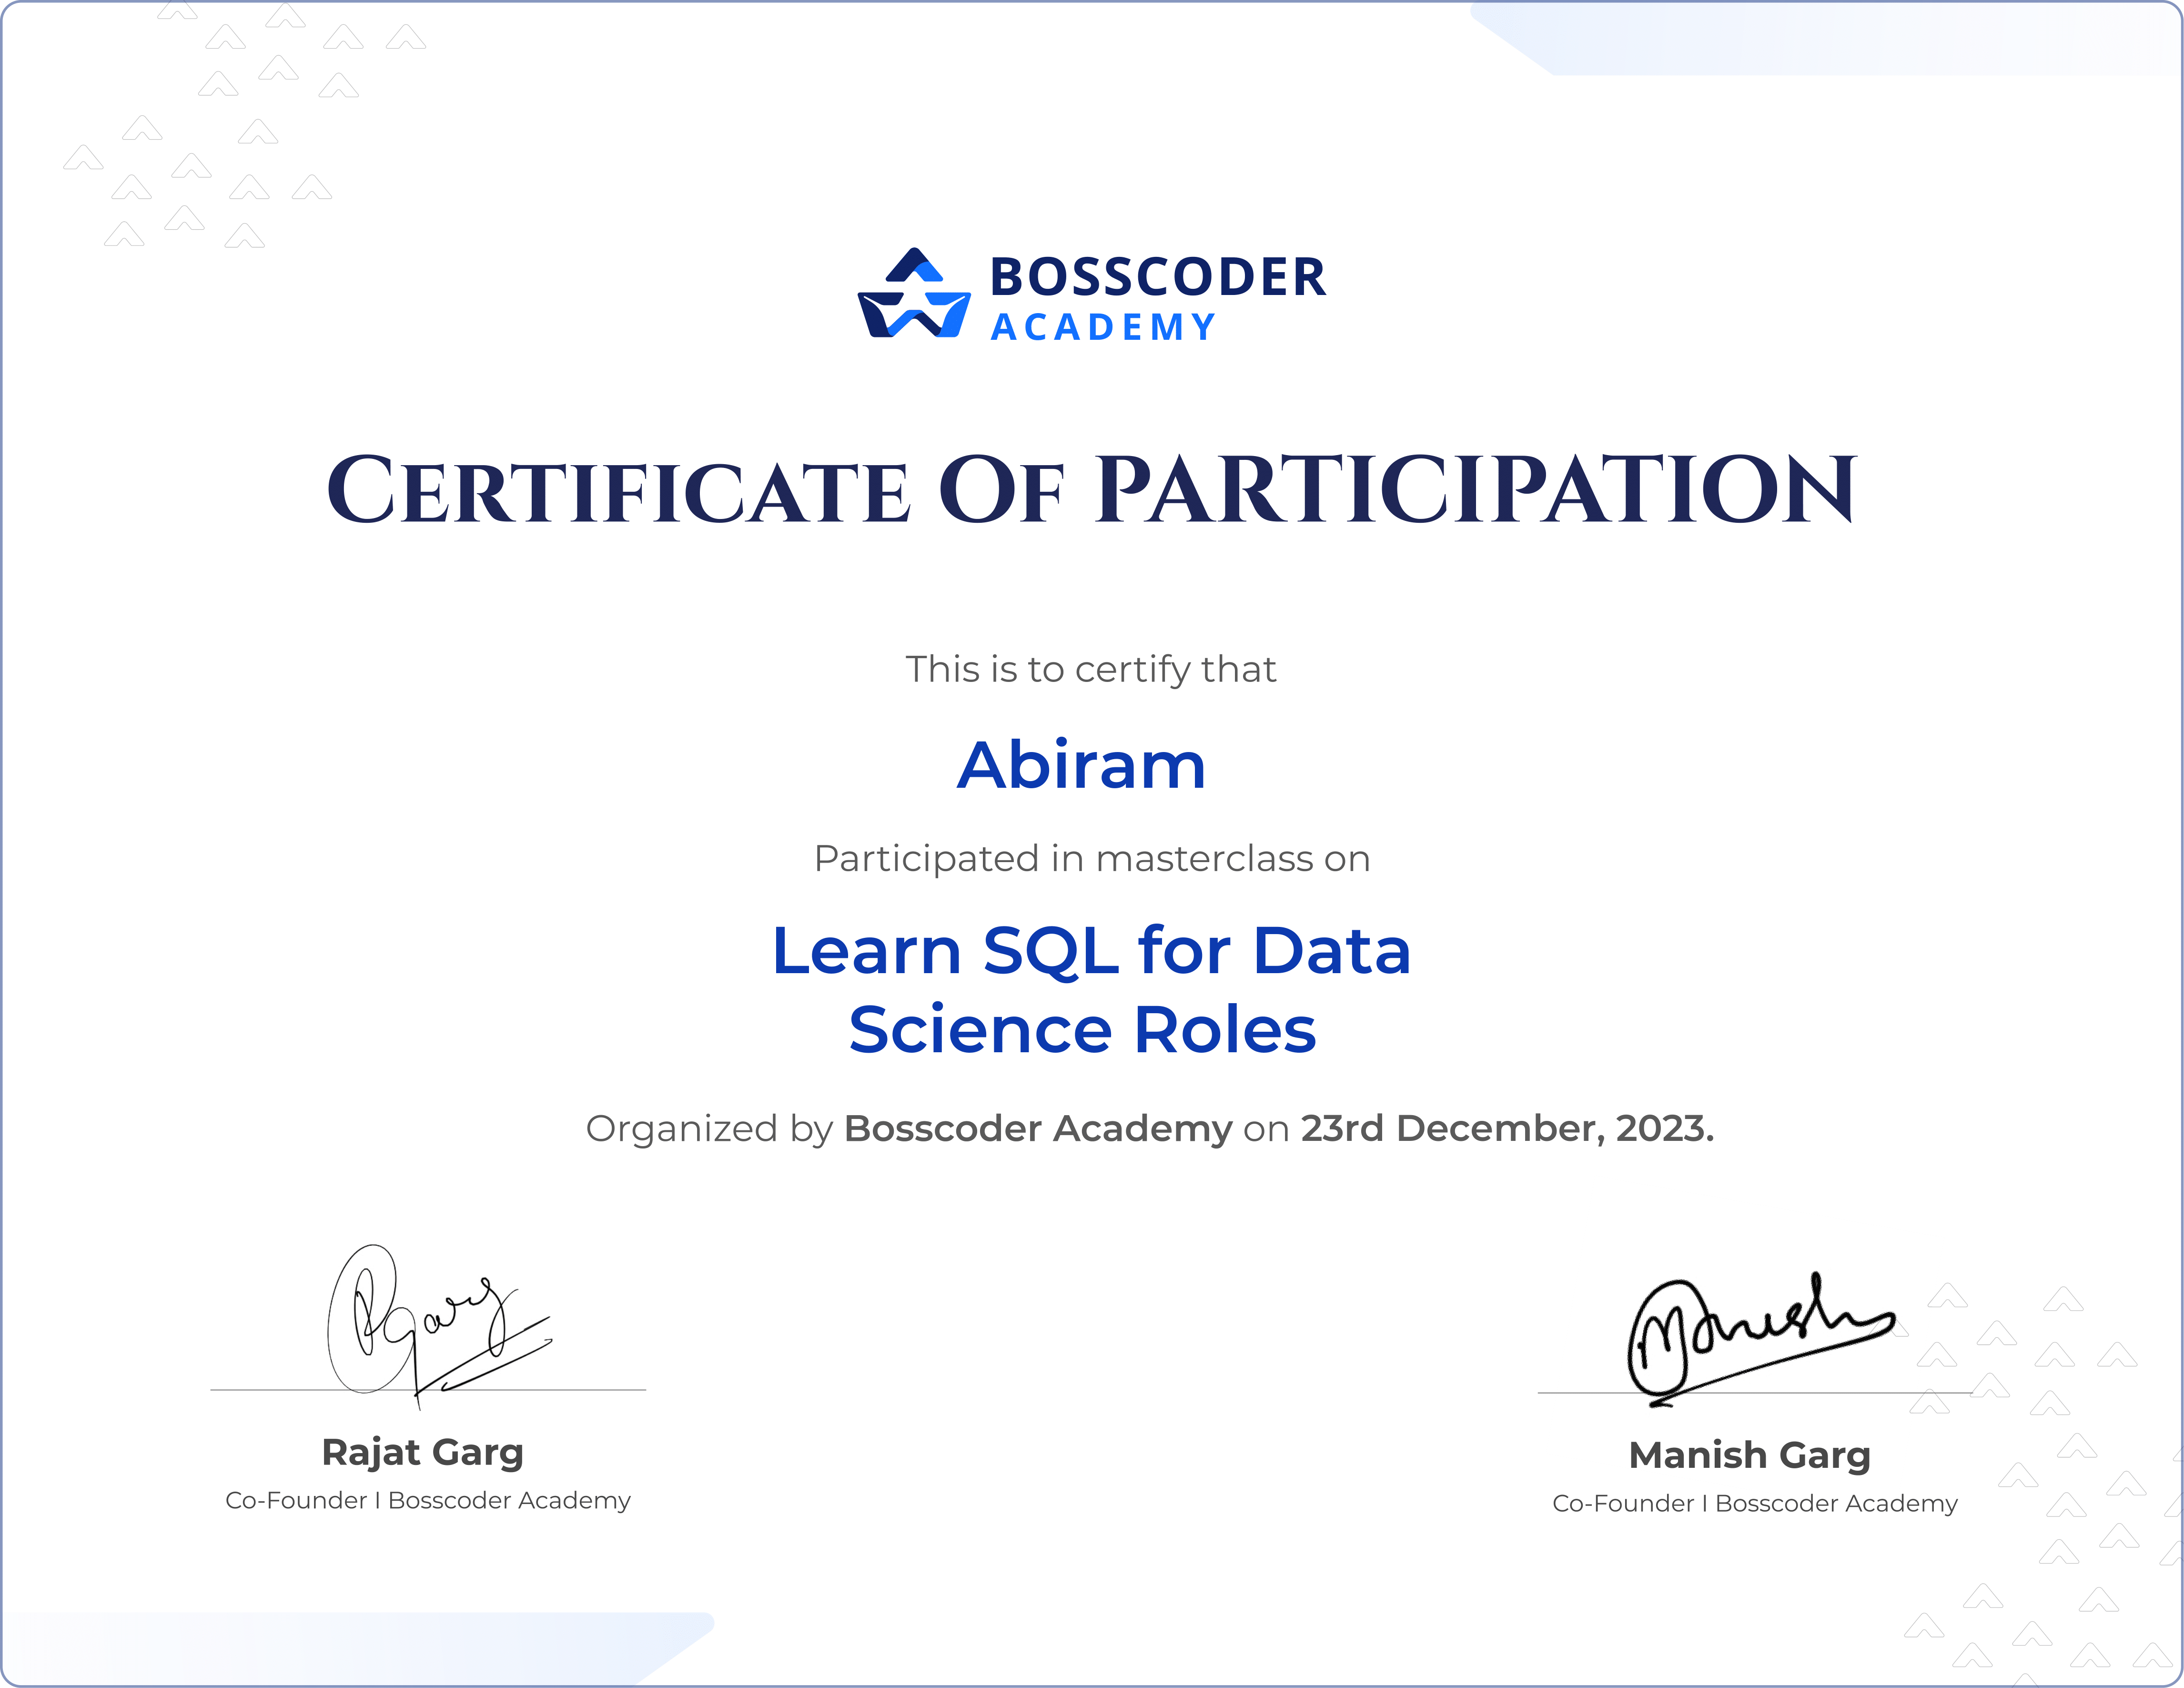 BOSSCODER
ACADEMY
Certificate Of PARTICIPATION
This is to certify that
Abiram
Participated in masterclass on
Learn SQL for Data
Science Roles
Organized by Bosscoder Academy on 23rd December, 2023.
Rgarg
Manish
Rajat Garg
Manish Garg
Co-Founder I Bosscoder Academy
Co-Founder I Bosscoder Academy